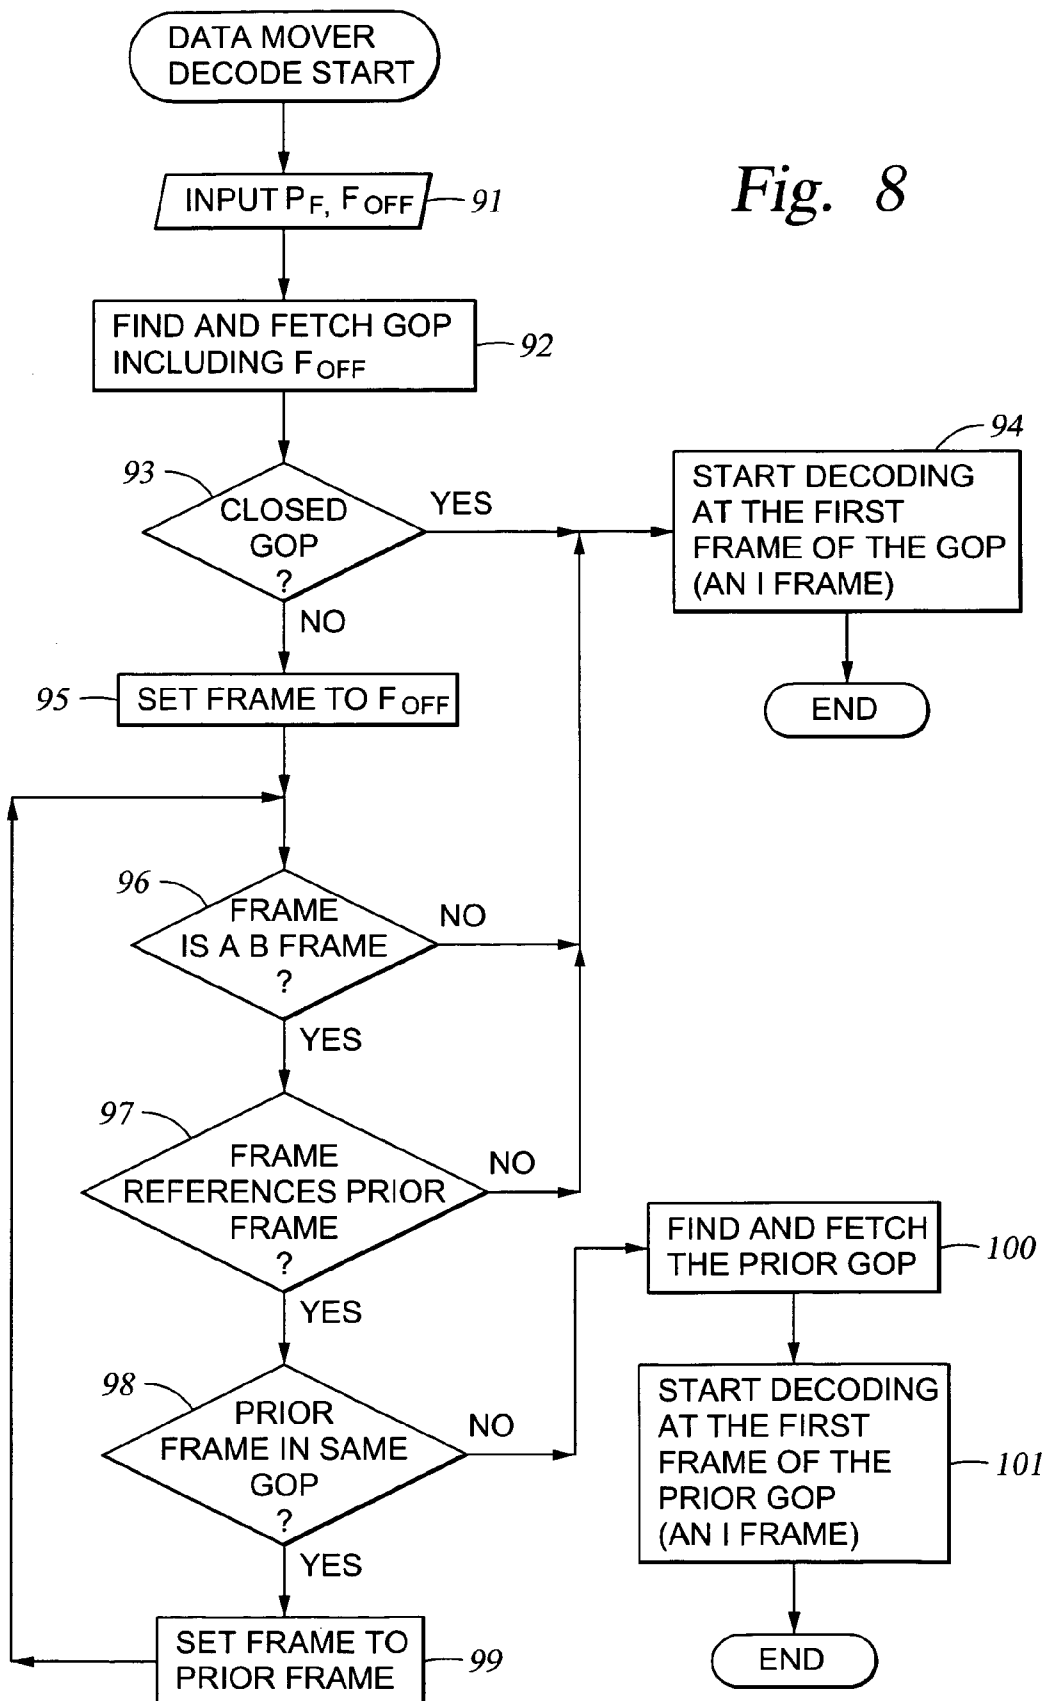 DATA MOVER
DECODE START
Fig. 8
INPUT PF, FOFF
91
FIND AND FETCH GOP
INCLUDING FOFF
92
93
CLOSED
GOP
?
YES
NO
94
START DECODING
AT THE FIRST
FRAME OF THE GOP
(AN I FRAME)
END
95
SET FRAME TO FOFF
96
FRAME
IS A B FRAME
?
NO
YES
97
FRAME
REFERENCES PRIOR
FRAME
?
NO
YES
98
PRIOR
FRAME IN SAME
GOP
?
NO
YES
99
SET FRAME TO
PRIOR FRAME
FIND AND FETCH
THE PRIOR GOP
100
START DECODING
AT THE FIRST
FRAME OF THE
PRIOR GOP
(AN I FRAME)
101
END